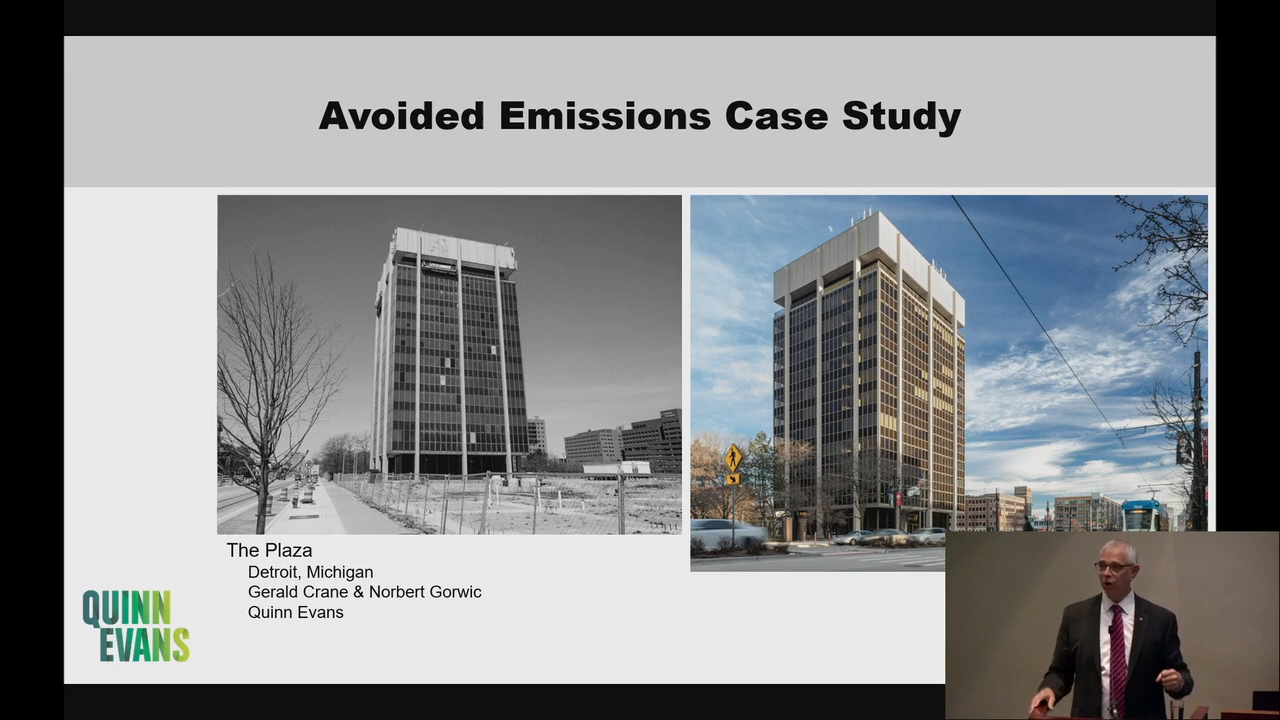 Avoided Emissions Case Study
The Plaza
Detroit, Michigan
Gerald Crane & Norbert Gorwic
Quinn Evans
QUINN
EVANS